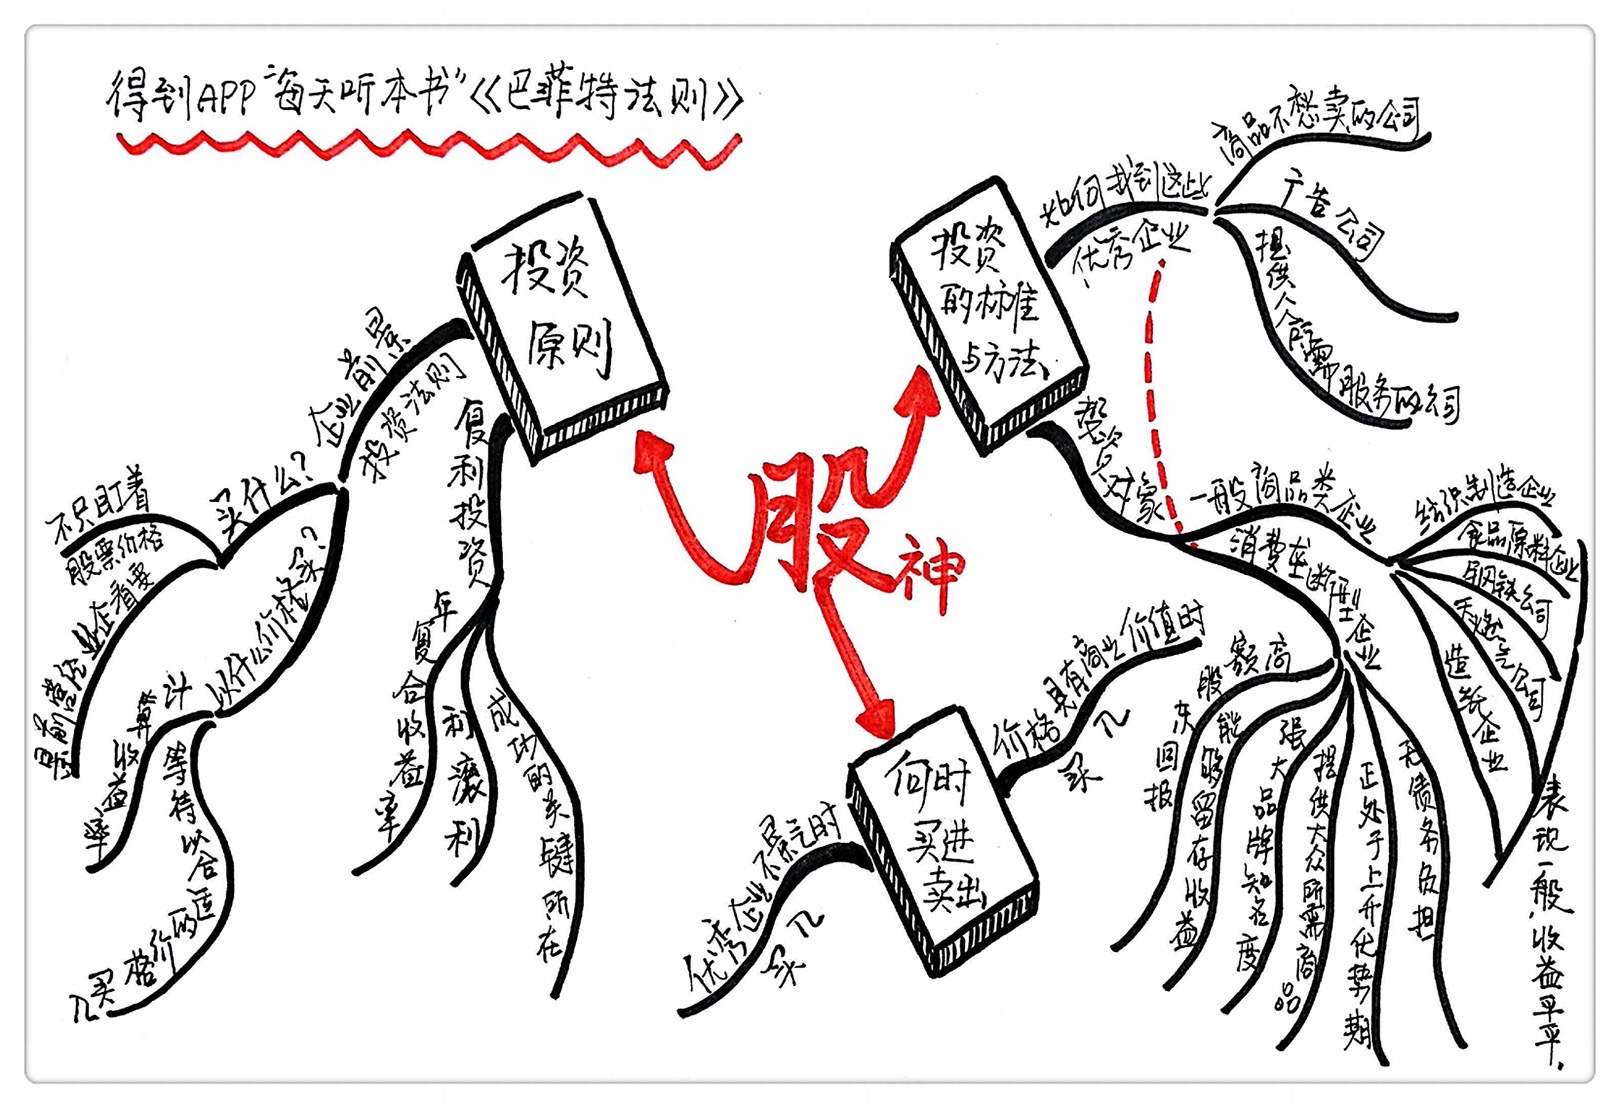 得到APP“每天听本书”《巴菲特法则》
股神
投资
原则
企业前景
投资法则
买什么？
不只盯着
股票价格
要看企业经营前景
以什么价格买？
计算收益率
等待以合适的价格买入
复利投资
年复合收益率
利滚利
成功的关键所在
投资
的标准
与方法
如何找到这些
优秀企业
商品不愁卖的公司
广告公司
提供人们所需服务的公司
投资对象
一般商品类企业
纺织制造企业
食品原料企业
钢铁公司
天燃气公司
造纸企业
表现一般,收益平平.
消费垄断型企业
高额股东回报
能够留存收益
强大品牌知名度
提供大众所需商品
正处于上升优势期
无债务负担
何时
买进
卖出
价格具有商业价值时
买入
优秀企业不景气时
买入